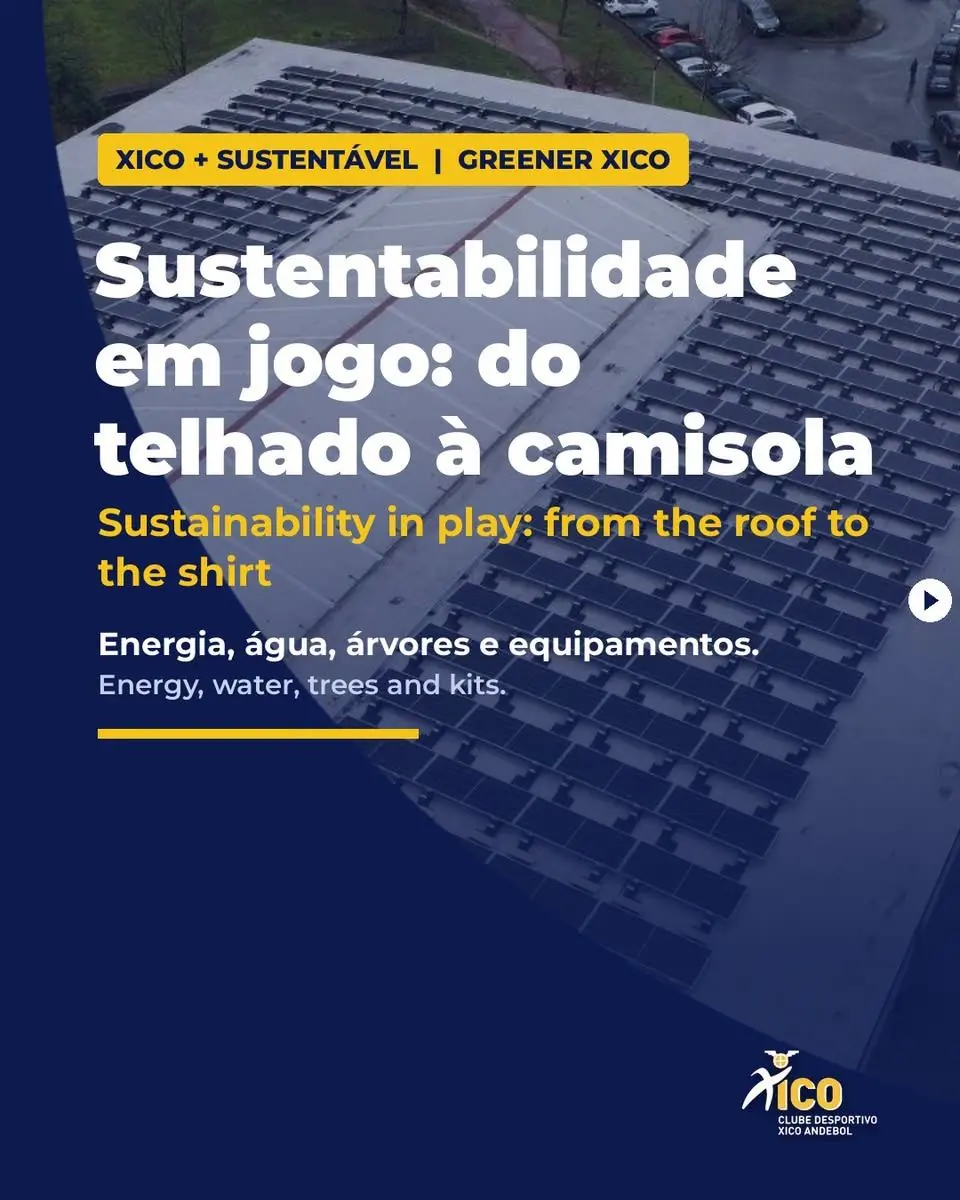 XICO + SUSTENTÁVEL | GREENER XICO
Sustentabilidade
em jogo: do
telhado à camisola
Sustainability in play: from the roof to
the shirt
Energia, água, árvores e equipamentos.
Energy, water, trees and kits.
XICO
CLUBE DESPORTIVO
XICO ANDEBOL